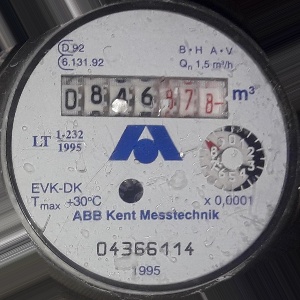 D 92
6.131.92
B · H A · V
Qn 1,5 m³/h
0846978 m³
LT 1-232
1995
EVK-DK
Tmax +30°C
x 0,0001
ABB Kent Messtechnik
04366114
1995